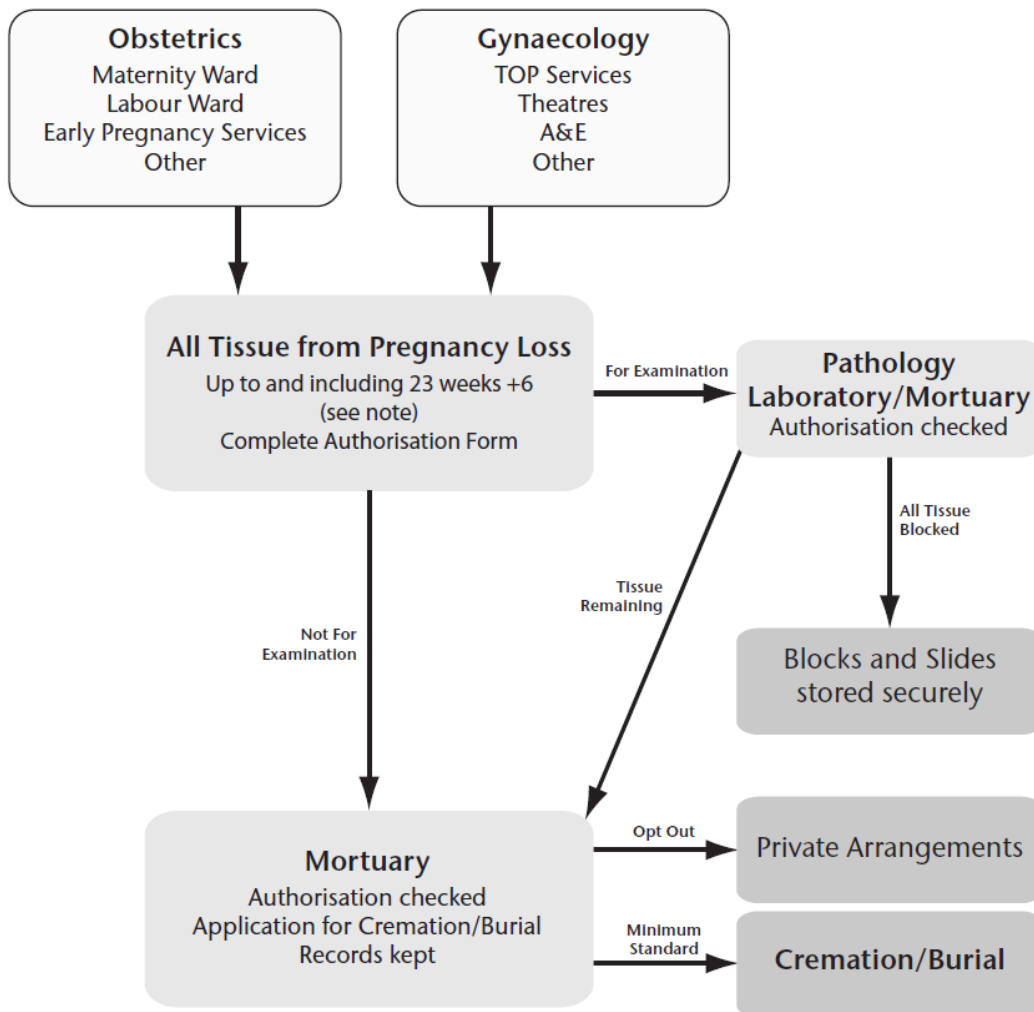 Obstetrics
Maternity Ward
Labour Ward
Early Pregnancy Services
Other
Gynaecology
TOP Services
Theatres
A&E
Other
All Tissue from Pregnancy Loss
Up to and including 23 weeks +6
(see note)
Complete Authorisation Form
For Examination
Pathology
Laboratory/Mortuary
Authorisation checked
All Tissue
Blocked
Tissue
Remaining
Not For
Examination
Blocks and Slides
stored securely
Mortuary
Authorisation checked
Application for Cremation/Burial
Records kept
Opt Out
Private Arrangements
Minimum
Standard
Cremation/Burial